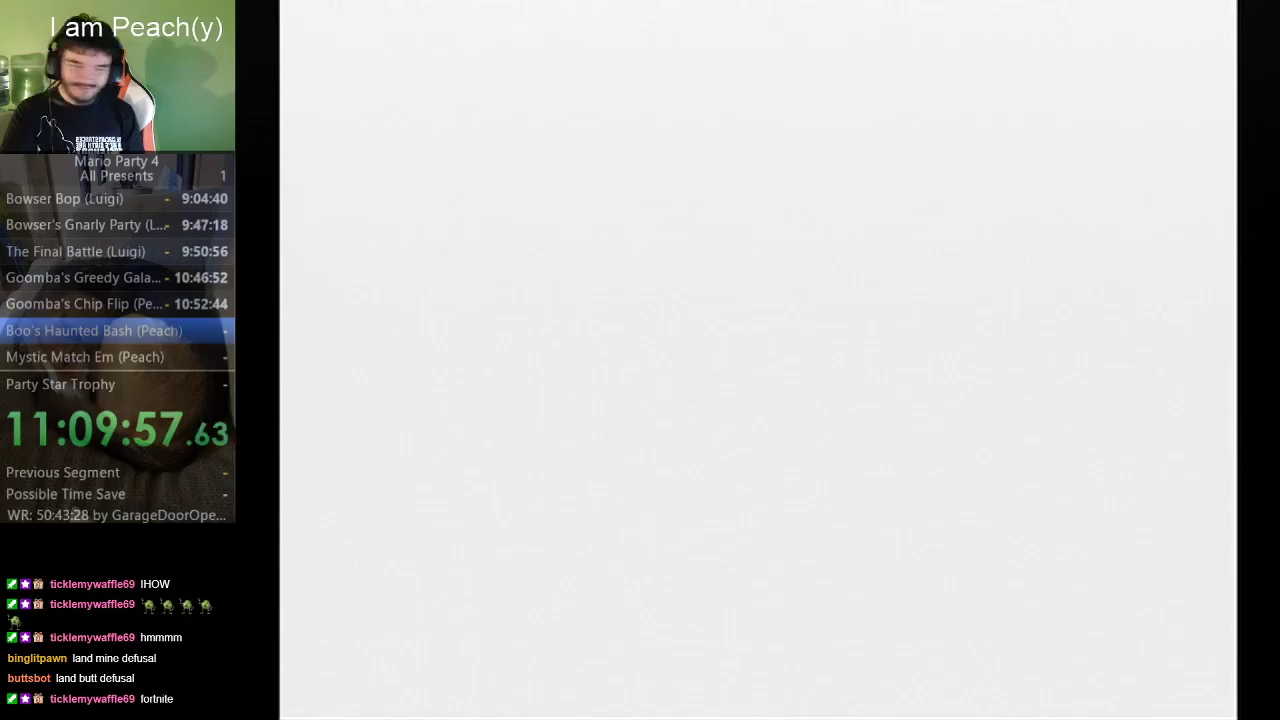 I am Peach(y)
Mario Party 4
All Presents 1
Bowser Bop (Luigi) - 9:04:40
Bowser's Gnarly Party (L... - 9:47:18
The Final Battle (Luigi) - 9:50:56
Goomba's Greedy Gala... - 10:46:52
Goomba's Chip Flip (Pe... - 10:52:44
Boo's Haunted Bash (Peach) -
Mystic Match Em (Peach) -
Party Star Trophy -
11:09:57.63
Previous Segment -
Possible Time Save -
WR: 50:43:28 by GarageDoorOpe...
ticklemywaffle69 IHOW
ticklemywaffle69
ticklemywaffle69 hmmmm
binglitpawn land mine defusal
buttsbot land butt defusal
ticklemywaffle69 fortnite